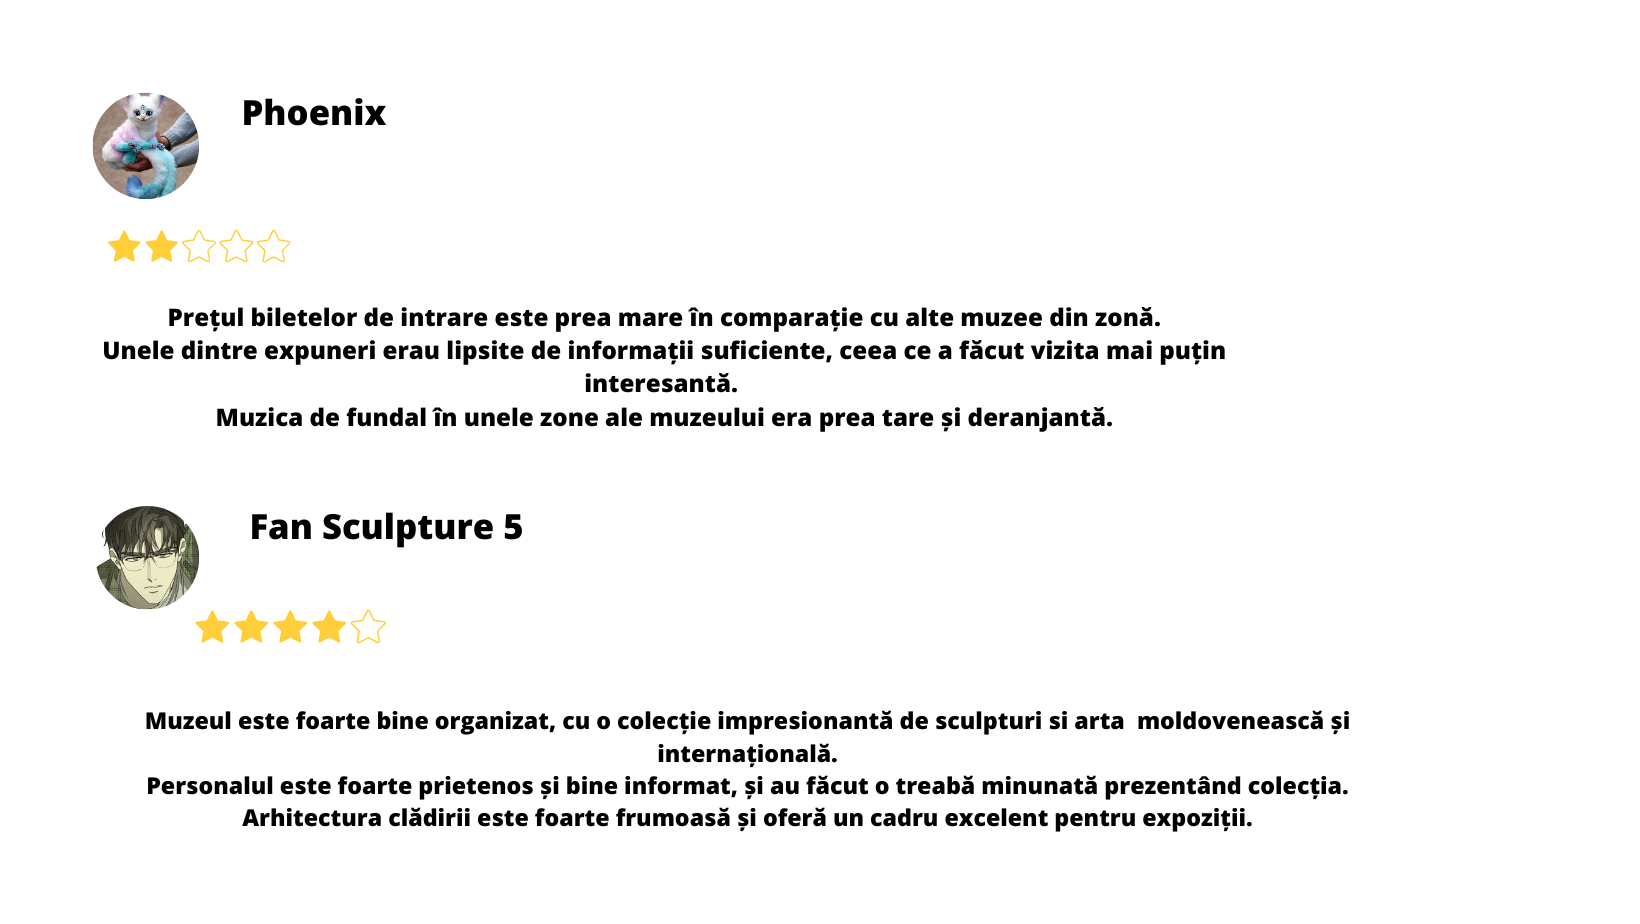 Phoenix
Prețul biletelor de intrare este prea mare în comparație cu alte muzee din zonă.
Unele dintre expuneri erau lipsite de informații suficiente, ceea ce a făcut vizita mai puțin
interesantă.
Muzica de fundal în unele zone ale muzeului era prea tare și deranjantă.
Fan Sculpture 5
Muzeul este foarte bine organizat, cu o colecție impresionantă de sculpturi si arta  moldovenească și
internațională.
Personalul este foarte prietenos și bine informat, și au făcut o treabă minunată prezentând colecția.
Arhitectura clădirii este foarte frumoasă și oferă un cadru excelent pentru expoziții.